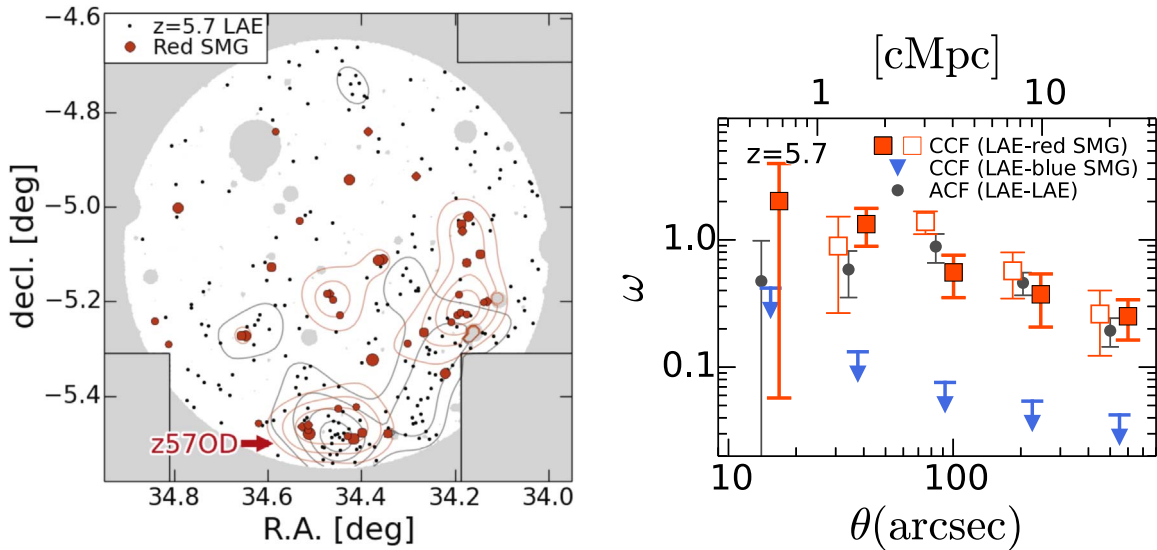 z=5.7 LAE
Red SMG
−4.6
−4.8
−5.0
−5.2
−5.4
decl. [deg]
z57OD
34.8 34.6 34.4 34.2 34.0
R.A. [deg]
[cMpc]
1 10
z=5.7
CCF (LAE-red SMG)
CCF (LAE-blue SMG)
ACF (LAE-LAE)
1.0
0.1
ω
10 100
θ(arcsec)